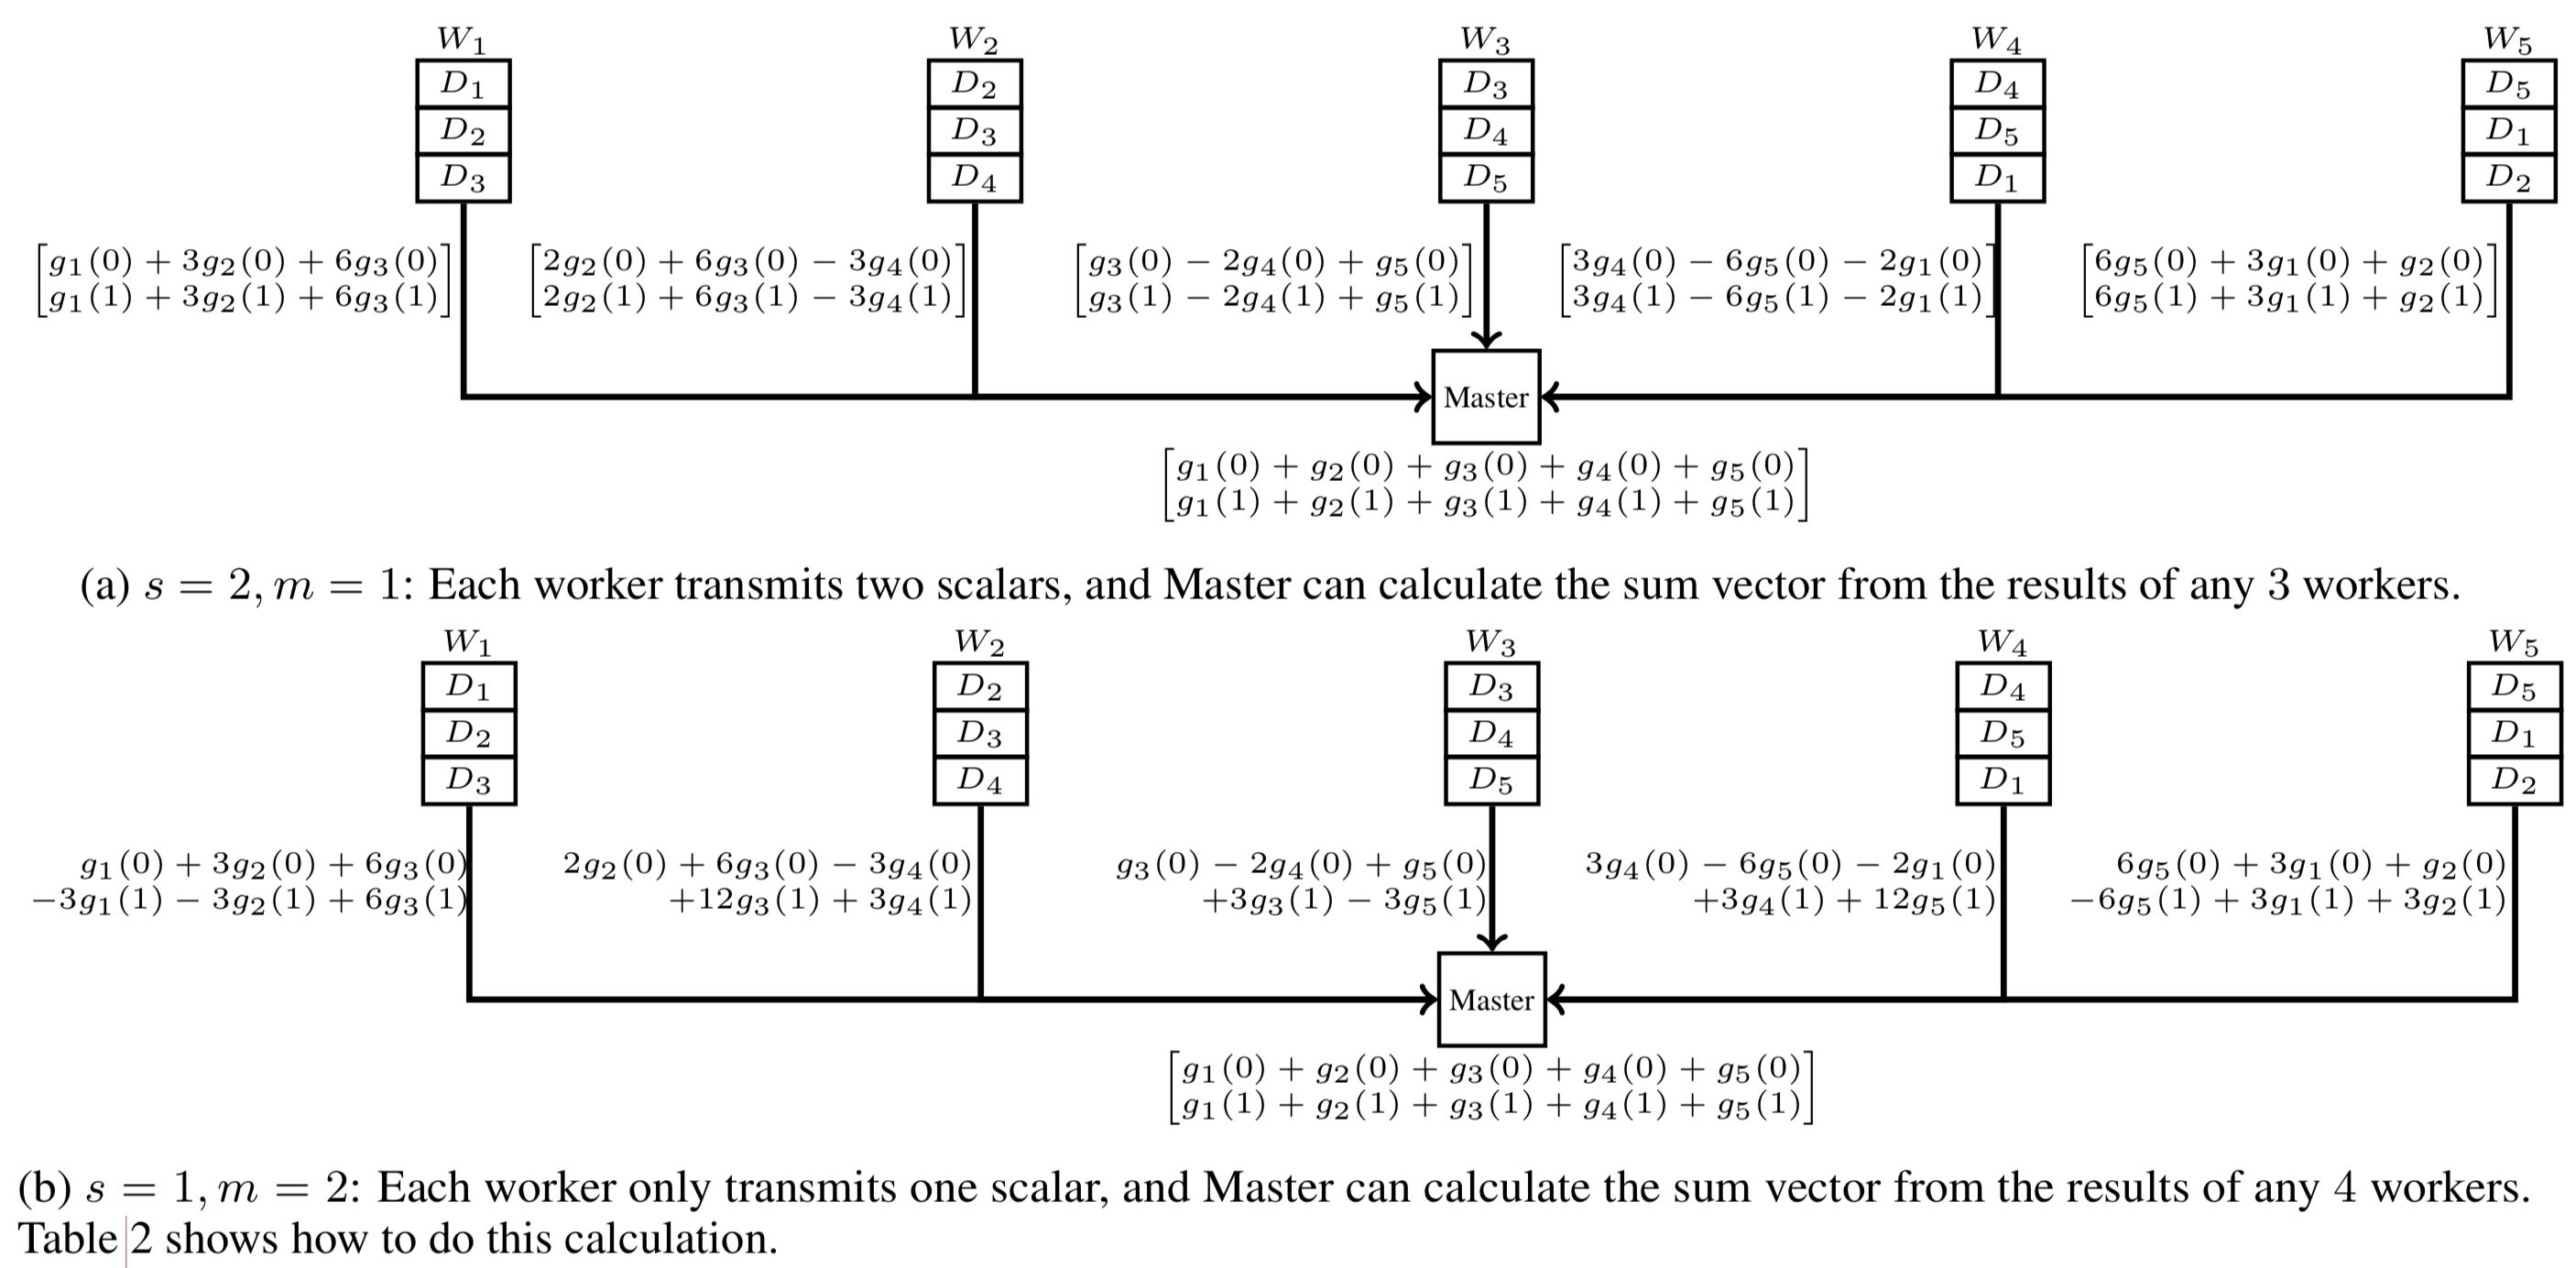 W₁ W₂ W₃ W₄ W₅
D₁ D₂ D₃ D₄ D₅
D₂ D₃ D₄ D₅ D₁
D₃ D₄ D₅ D₁ D₂
[g₁(0) + 3g₂(0) + 6g₃(0)] [2g₂(0) + 6g₃(0) − 3g₄(0)] [g₃(0) − 2g₄(0) + g₅(0)] [3g₄(0) − 6g₅(0) − 2g₁(0)] [6g₅(0) + 3g₁(0) + g₂(0)]
[g₁(1) + 3g₂(1) + 6g₃(1)] [2g₂(1) + 6g₃(1) − 3g₄(1)] [g₃(1) − 2g₄(1) + g₅(1)] [3g₄(1) − 6g₅(1) − 2g₁(1)] [6g₅(1) + 3g₁(1) + g₂(1)]
Master
[g₁(0) + g₂(0) + g₃(0) + g₄(0) + g₅(0)]
[g₁(1) + g₂(1) + g₃(1) + g₄(1) + g₅(1)]
(a) s = 2, m = 1: Each worker transmits two scalars, and Master can calculate the sum vector from the results of any 3 workers.
W₁ W₂ W₃ W₄ W₅
D₁ D₂ D₃ D₄ D₅
D₂ D₃ D₄ D₅ D₁
D₃ D₄ D₅ D₁ D₂
g₁(0) + 3g₂(0) + 6g₃(0) 2g₂(0) + 6g₃(0) − 3g₄(0) g₃(0) − 2g₄(0) + g₅(0) 3g₄(0) − 6g₅(0) − 2g₁(0) 6g₅(0) + 3g₁(0) + g₂(0)
−3g₁(1) − 3g₂(1) + 6g₃(1) +12g₃(1) + 3g₄(1) +3g₃(1) − 3g₅(1) +3g₄(1) + 12g₅(1) −6g₅(1) + 3g₁(1) + 3g₂(1)
Master
[g₁(0) + g₂(0) + g₃(0) + g₄(0) + g₅(0)]
[g₁(1) + g₂(1) + g₃(1) + g₄(1) + g₅(1)]
(b) s = 1, m = 2: Each worker only transmits one scalar, and Master can calculate the sum vector from the results of any 4 workers.
Table 2 shows how to do this calculation.